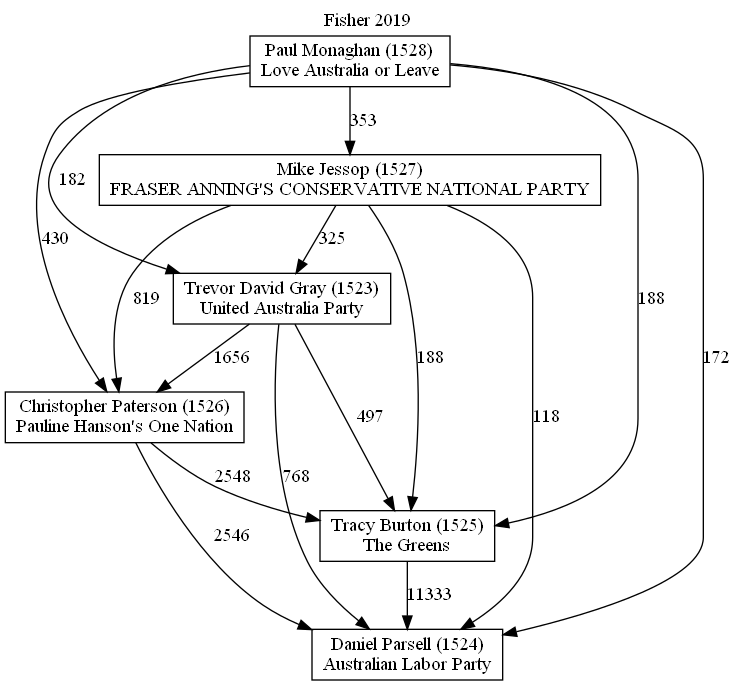 Fisher 2019
Paul Monaghan (1528)
Love Australia or Leave
353
182
430
Mike Jessop (1527)
FRASER ANNING'S CONSERVATIVE NATIONAL PARTY
325
819
188
188
172
118
Trevor David Gray (1523)
United Australia Party
1656
497
768
Christopher Paterson (1526)
Pauline Hanson's One Nation
2548
2546
Tracy Burton (1525)
The Greens
11333
Daniel Parsell (1524)
Australian Labor Party